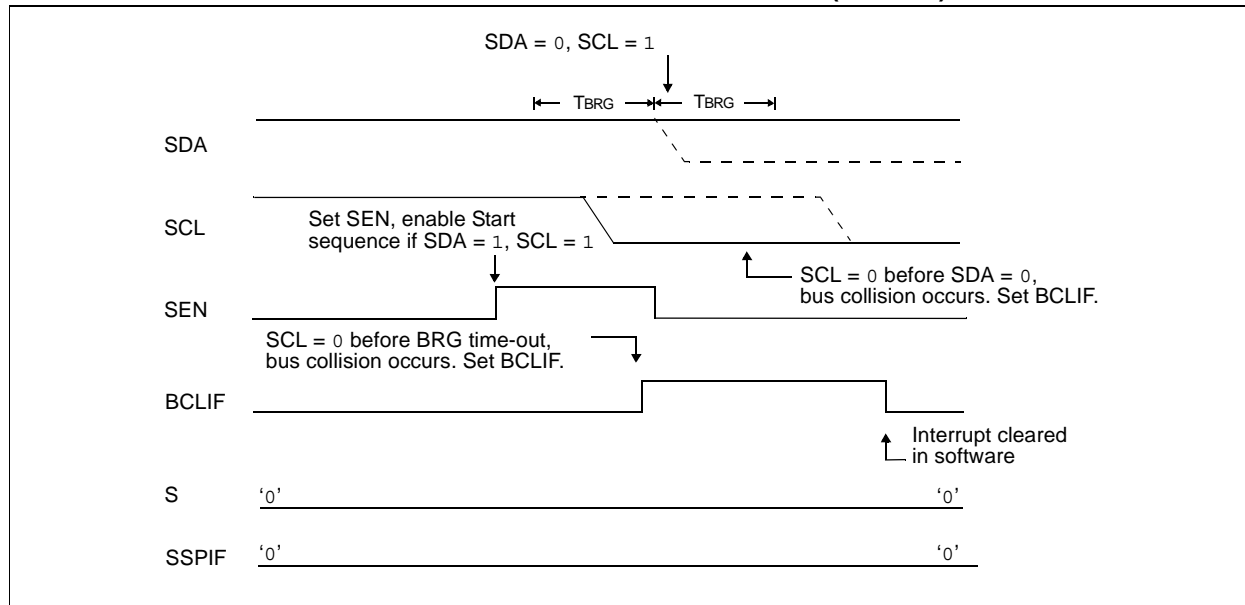 SDA = 0, SCL = 1
TBRG TBRG
SDA
SCL
Set SEN, enable Start
sequence if SDA = 1, SCL = 1
SCL = 0 before SDA = 0,
bus collision occurs. Set BCLIF.
SEN
SCL = 0 before BRG time-out,
bus collision occurs. Set BCLIF.
BCLIF
Interrupt cleared
in software
S ‘0’ ‘0’
SSPIF ‘0’ ‘0’